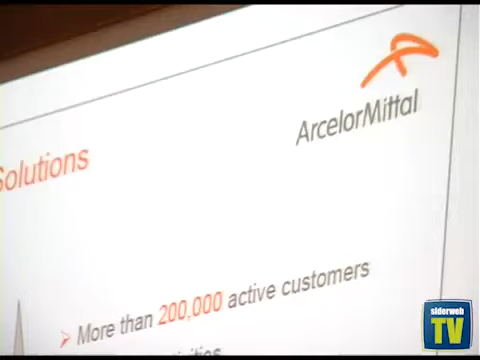 ArcelorMittal
Solutions
More than 200,000 active customers
siderweb
TV